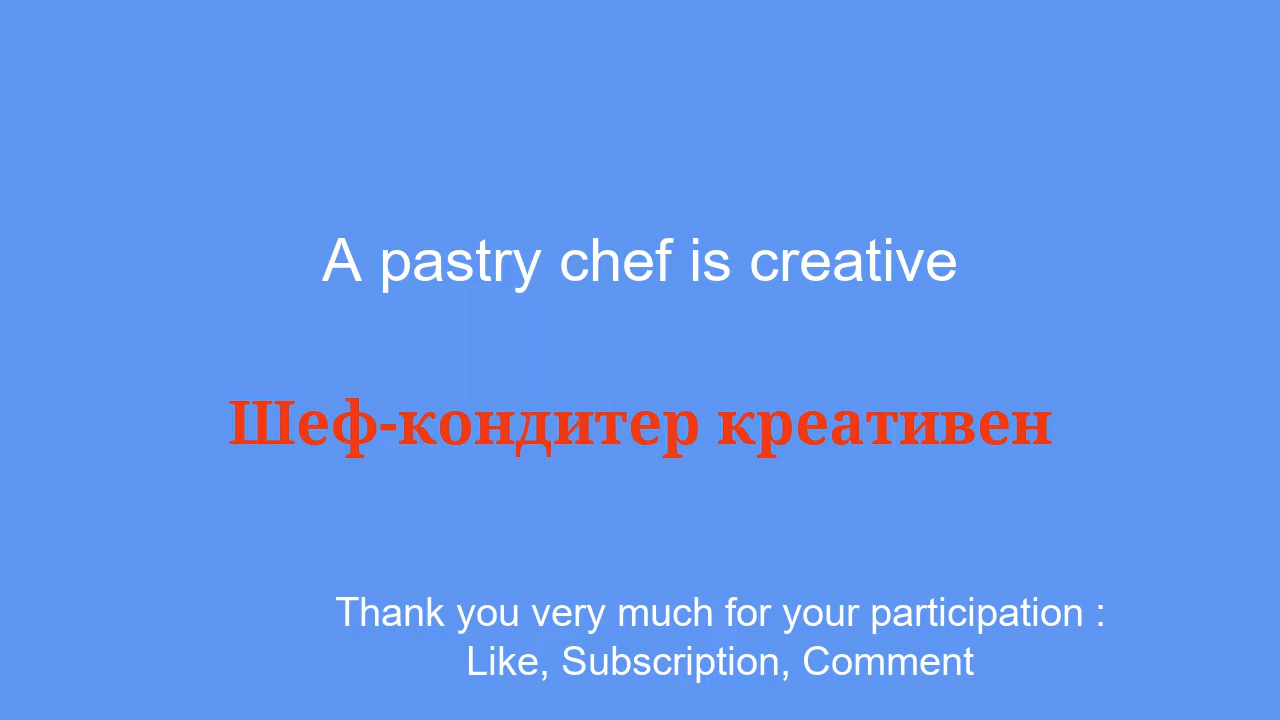 A pastry chef is creative
Шеф-кондитер креативен
Thank you very much for your participation :
Like, Subscription, Comment